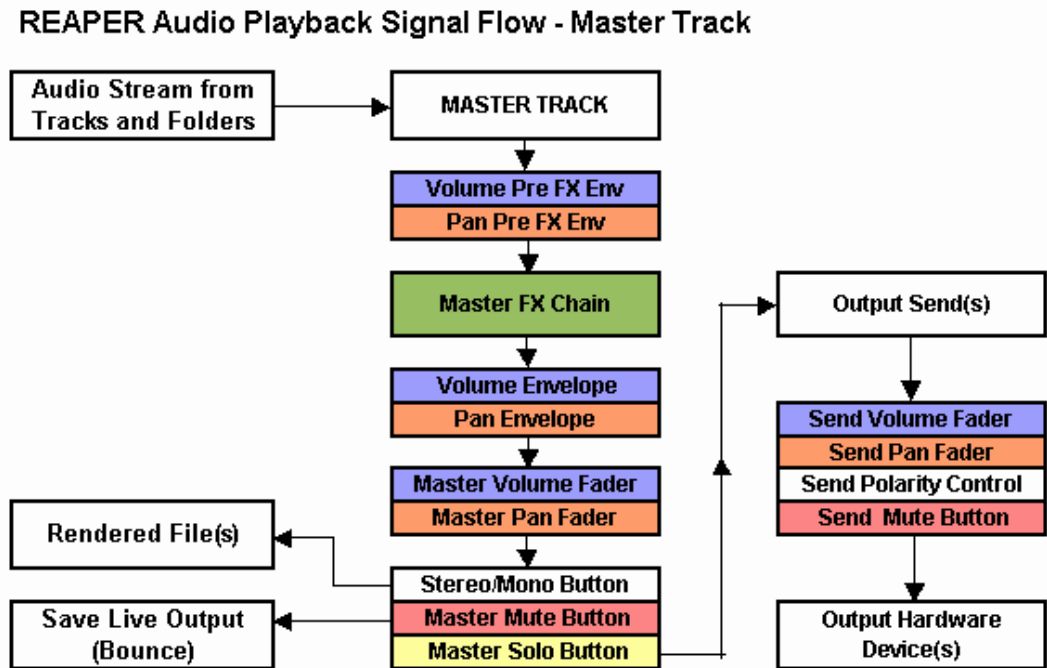 REAPER Audio Playback Signal Flow - Master Track
Audio Stream from
Tracks and Folders
MASTER TRACK
Volume Pre FX Env
Pan Pre FX Env
Master FX Chain
Volume Envelope
Pan Envelope
Master Volume Fader
Master Pan Fader
Stereo/Mono Button
Master Mute Button
Master Solo Button
Rendered File(s)
Save Live Output
(Bounce)
Output Send(s)
Send Volume Fader
Send Pan Fader
Send Polarity Control
Send Mute Button
Output Hardware
Device(s)